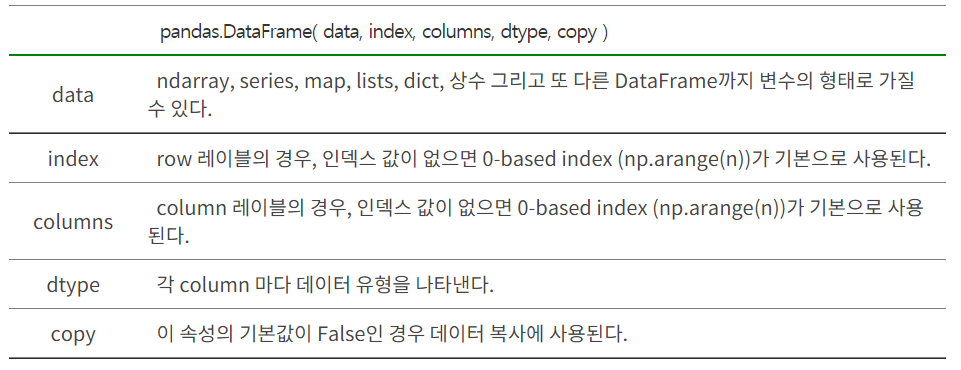 pandas.DataFrame( data, index, columns, dtype, copy )
data
ndarray, series, map, lists, dict, 상수 그리고 또 다른 DataFrame까지 변수의 형태로 가질
수 있다.
index
row 레이블의 경우, 인덱스 값이 없으면 0-based index (np.arange(n))가 기본으로 사용된다.
columns
column 레이블의 경우, 인덱스 값이 없으면 0-based index (np.arange(n))가 기본으로 사용
된다.
dtype
각 column 마다 데이터 유형을 나타낸다.
copy
이 속성의 기본값이 False인 경우 데이터 복사에 사용된다.